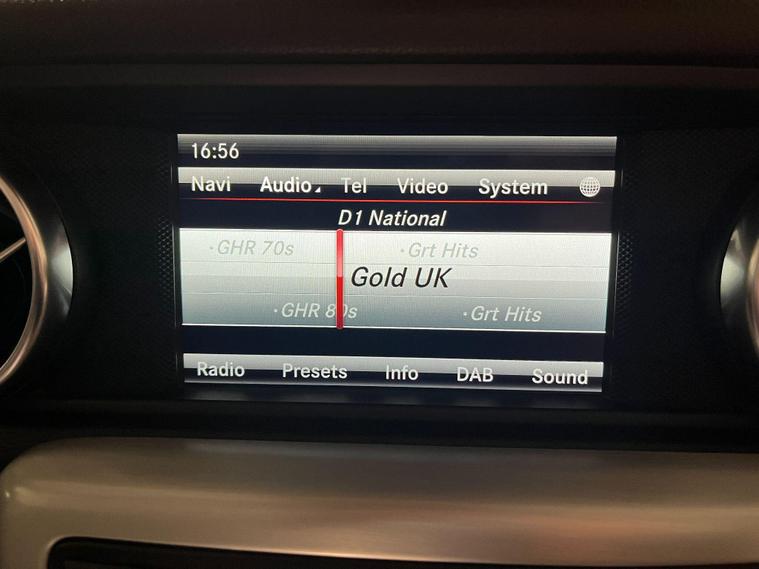 16:56
Navi Audio Tel Video System
D1 National
·GHR 70s ·Grt Hits
Gold UK
·GHR 80s ·Grt Hits
Radio Presets Info DAB Sound